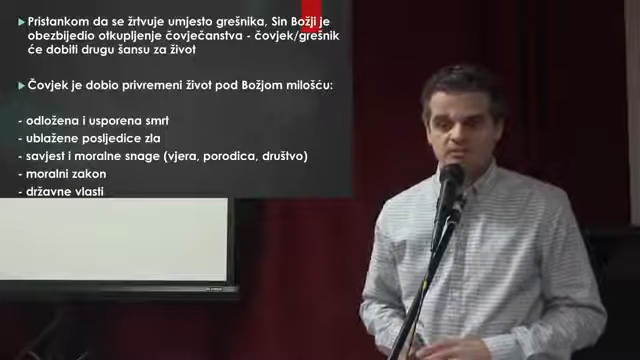 Pristankom da se žrtvuje umjesto grešnika, Sin Božji je
obezbijedio otkupljenje čovječanstva - čovjek/grešnik
će dobiti drugu šansu za život
Čovjek je dobio privremeni život pod Božjom milošću:
- odložena i usporena smrt
- ublažene posljedice zla
- savjest i moralne snage (vjera, porodica, društvo)
- moralni zakon
- državne vlasti